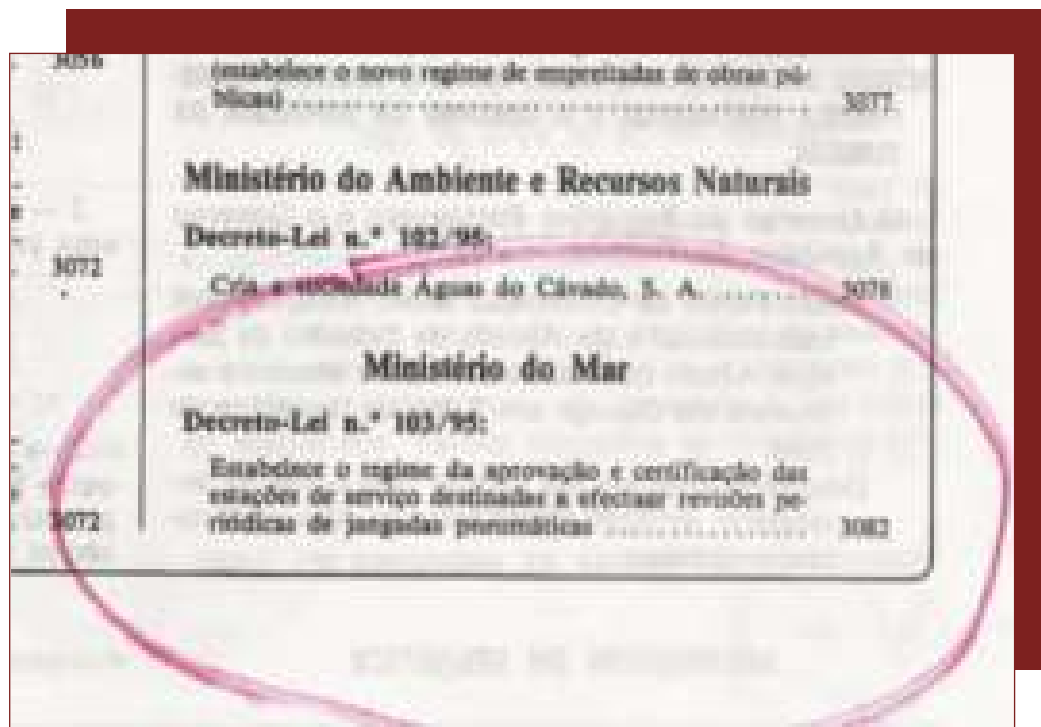 3056
(estabelece o novo regime de empreitadas de obras pú-
blicas) ........................................ 3077
Ministério do Ambiente e Recursos Naturais
Decreto-Lei n.º 102/95:
3072
Cria a sociedade Águas do Cávado, S. A. ........ 3078
Ministério do Mar
Decreto-Lei n.º 103/95:
Estabelece o regime da aprovação e certificação das
estações de serviço destinadas a efectuar revisões pe-
3072
riódicas de jangadas pneumáticas ................ 3082